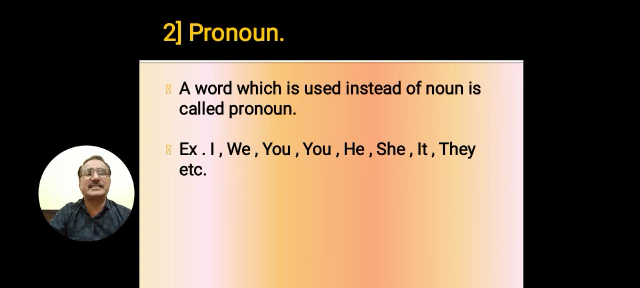 2] Pronoun.
A word which is used instead of noun is
called pronoun.
Ex . I , We , You , You , He , She , It , They
etc.